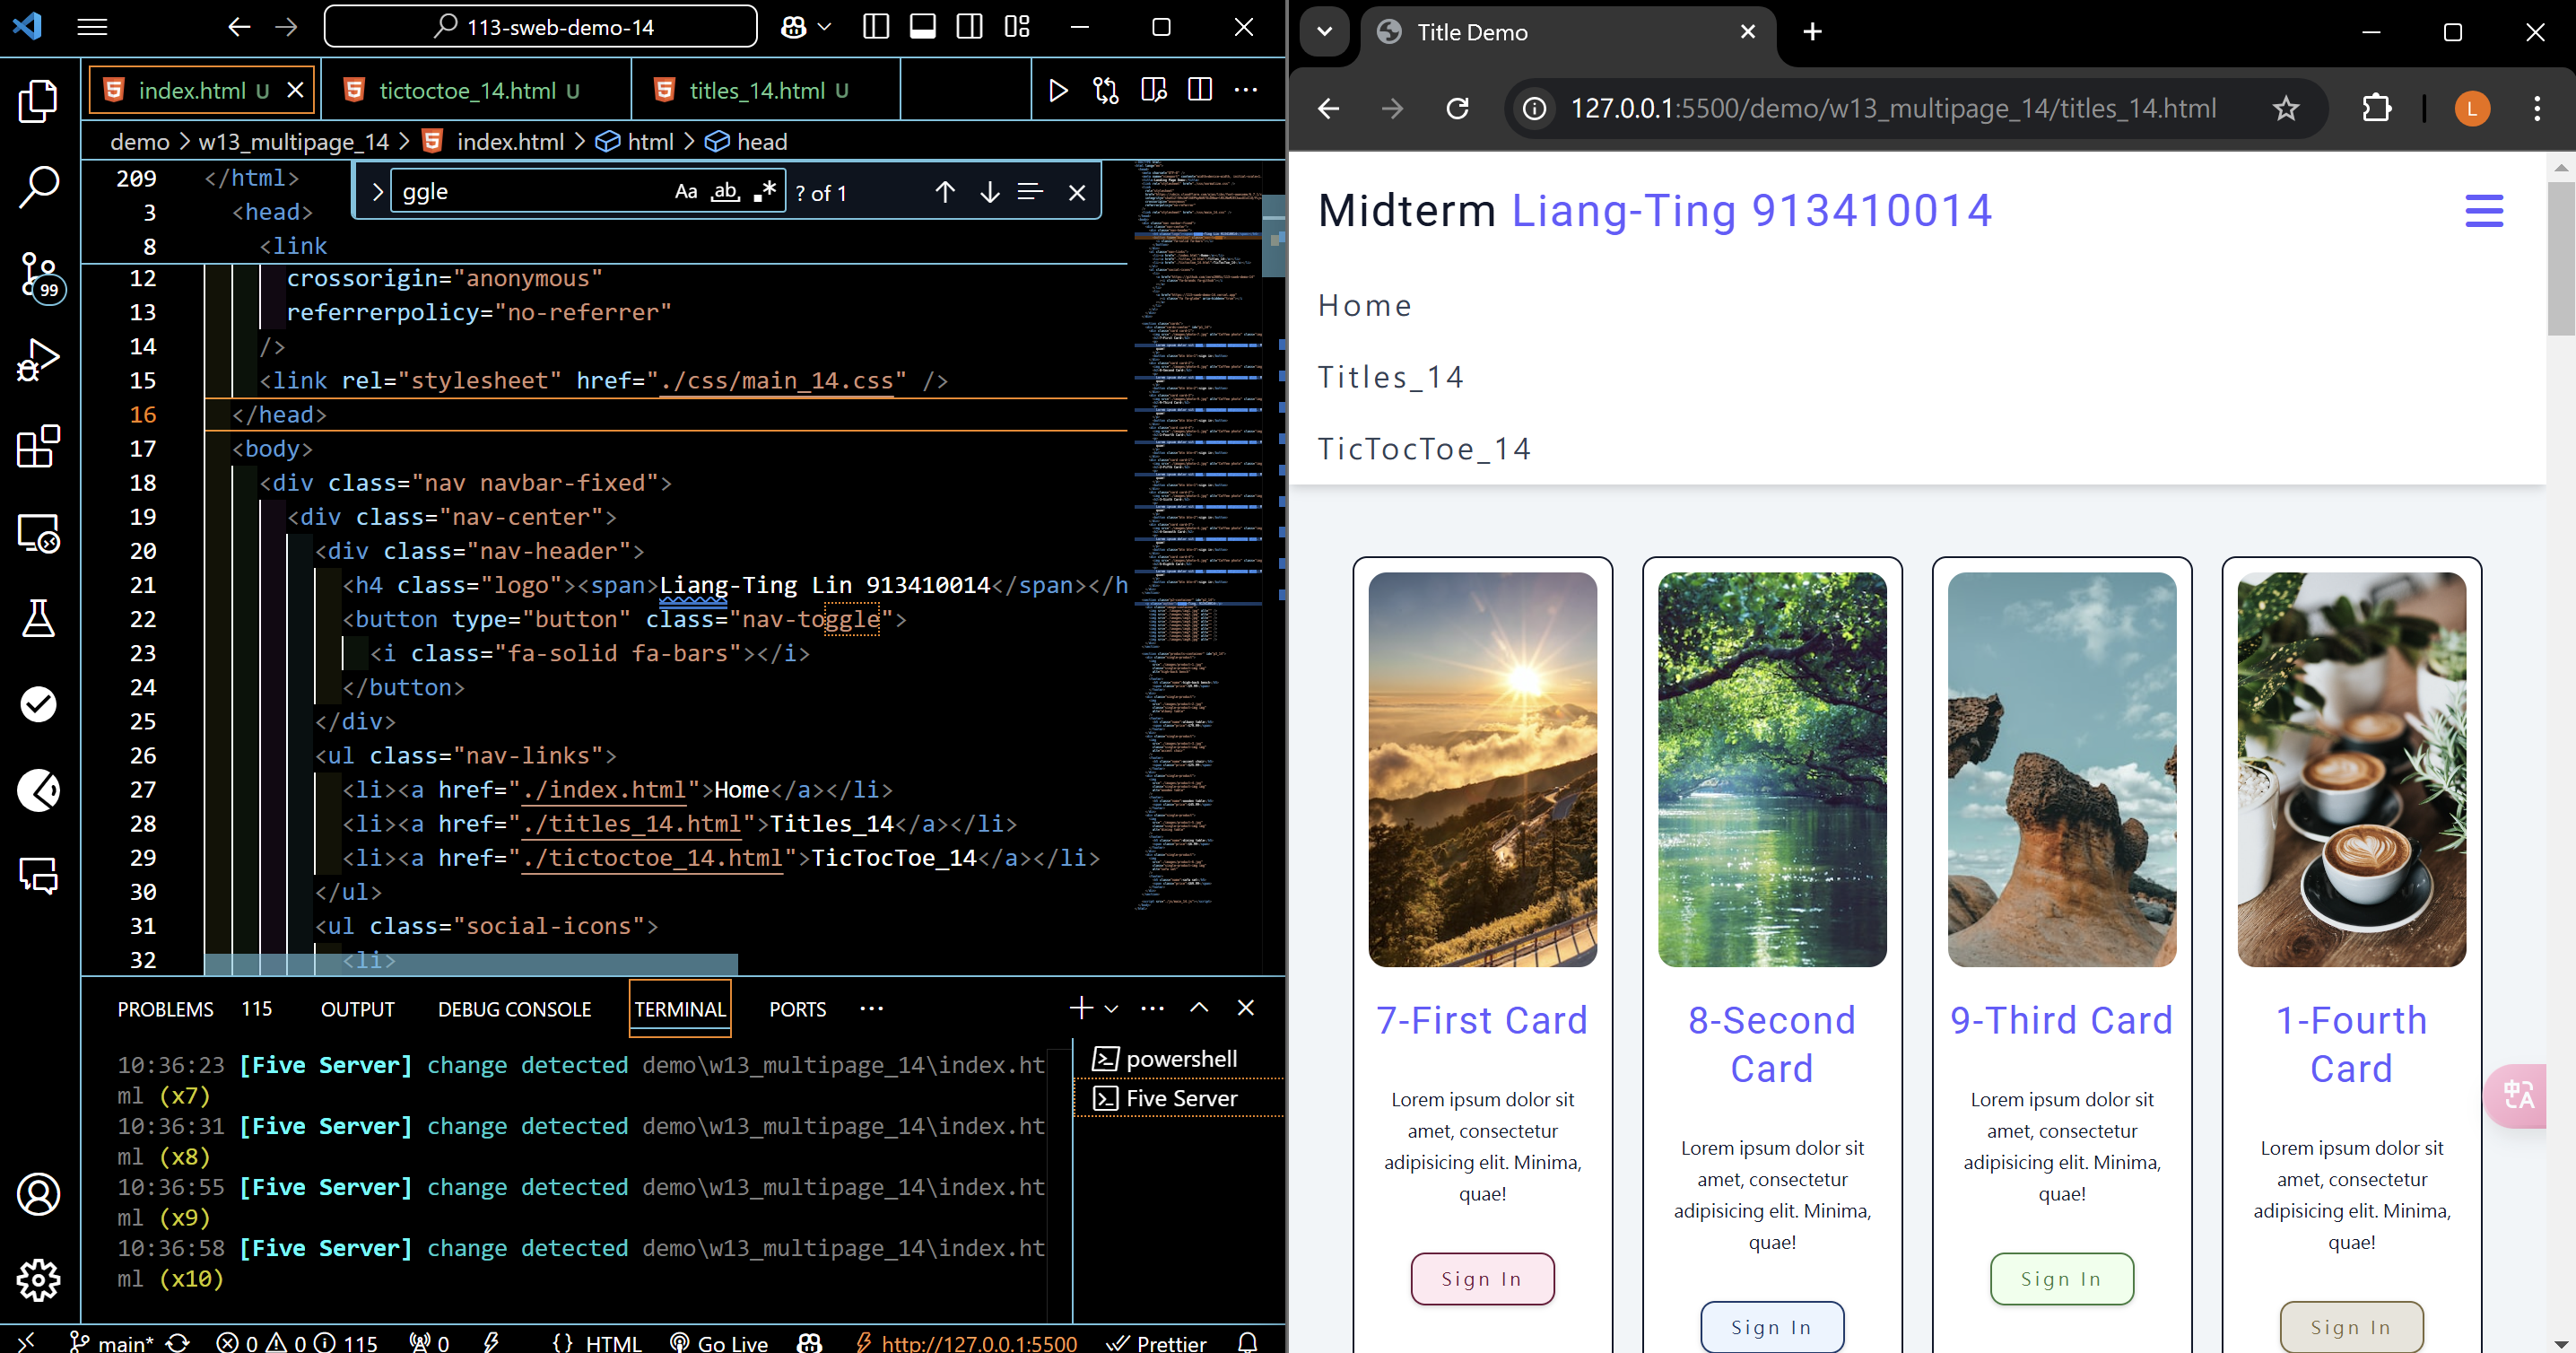 113-sweb-demo-14
index.html U
tictoctoe_14.html U
titles_14.html U
demo > w13_multipage_14 > index.html > html > head
ggle
Aa ab .* ? of 1
209 </html>
3 <head>
8 <link
12 crossorigin="anonymous"
13 referrerpolicy="no-referrer"
14 />
15 <link rel="stylesheet" href="./css/main_14.css" />
16 </head>
17 <body>
18 <div class="nav navbar-fixed">
19 <div class="nav-center">
20 <div class="nav-header">
21 <h4 class="logo"><span>Liang-Ting Lin 913410014</span></h
22 <button type="button" class="nav-toggle">
23 <i class="fa-solid fa-bars"></i>
24 </button>
25 </div>
26 <ul class="nav-links">
27 <li><a href="./index.html">Home</a></li>
28 <li><a href="./titles_14.html">Titles_14</a></li>
29 <li><a href="./tictoctoe_14.html">TicTocToe_14</a></li>
30 </ul>
31 <ul class="social-icons">
32 <li>
99
PROBLEMS 115 OUTPUT DEBUG CONSOLE TERMINAL PORTS
10:36:23 [Five Server] change detected demo\w13_multipage_14\index.ht
ml (x7)
10:36:31 [Five Server] change detected demo\w13_multipage_14\index.ht
ml (x8)
10:36:55 [Five Server] change detected demo\w13_multipage_14\index.ht
ml (x9)
10:36:58 [Five Server] change detected demo\w13_multipage_14\index.ht
ml (x10)
powershell
Five Server
main* 0 0 115 0 {} HTML Go Live http://127.0.0.1:5500 Prettier
Title Demo
127.0.0.1:5500/demo/w13_multipage_14/titles_14.html
L
Midterm Liang-Ting 913410014
Home
Titles_14
TicTocToe_14
7-First Card
Lorem ipsum dolor sit
amet, consectetur
adipisicing elit. Minima,
quae!
Sign In
8-Second
Card
Lorem ipsum dolor sit
amet, consectetur
adipisicing elit. Minima,
quae!
Sign In
9-Third Card
Lorem ipsum dolor sit
amet, consectetur
adipisicing elit. Minima,
quae!
Sign In
1-Fourth
Card
Lorem ipsum dolor sit
amet, consectetur
adipisicing elit. Minima,
quae!
Sign In
中A